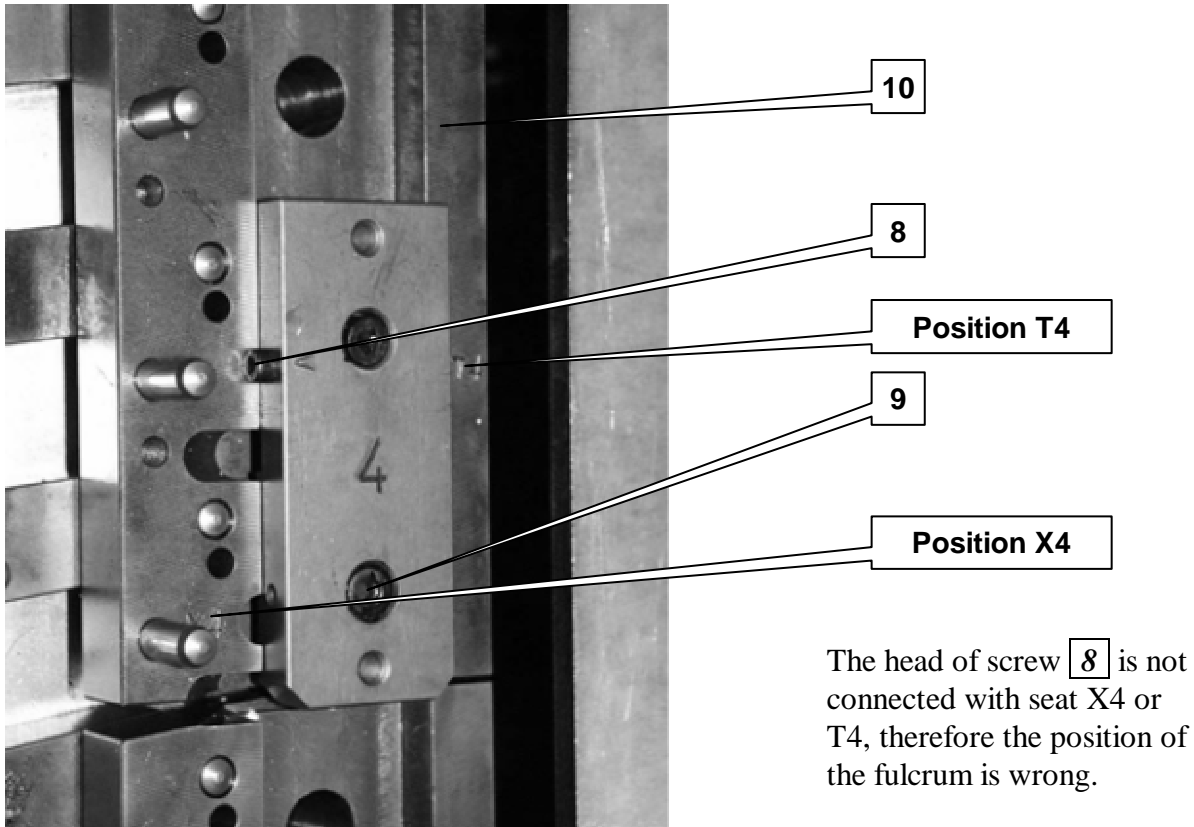 10
8
Position T4
9
4
Position X4
The head of screw 8 is not
connected with seat X4 or
T4, therefore the position of
the fulcrum is wrong.